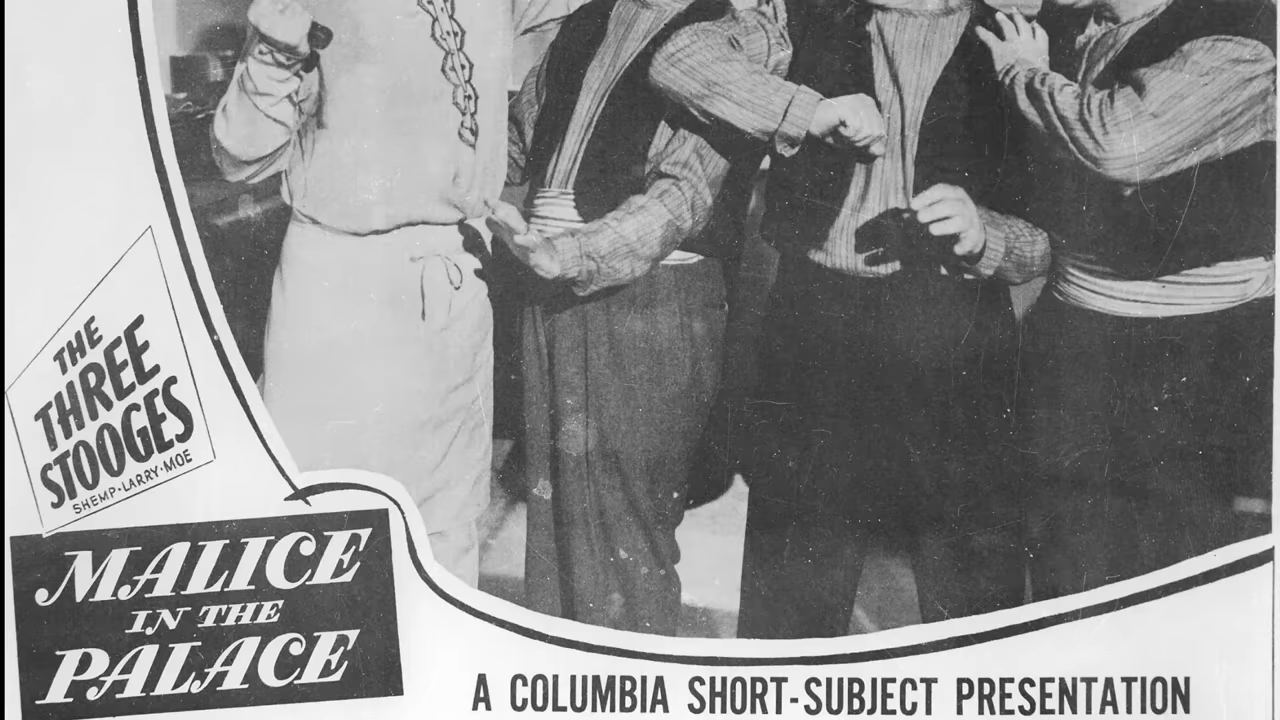 THE
THREE
STOOGES
SHEMP·LARRY·MOE
MALICE
IN THE
PALACE
A COLUMBIA SHORT-SUBJECT PRESENTATION